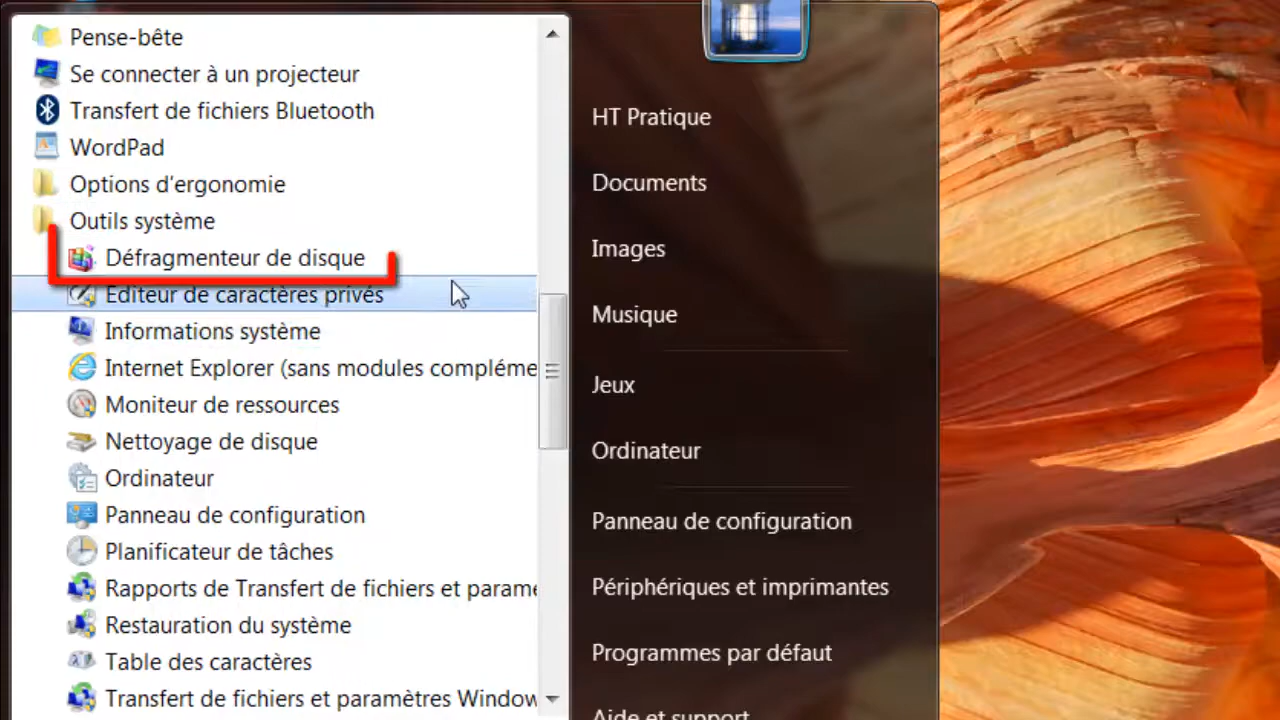 Pense-bête
Se connecter à un projecteur
Transfert de fichiers Bluetooth
WordPad
Options d'ergonomie
Outils système
Défragmenteur de disque
Éditeur de caractères privés
Informations système
Internet Explorer (sans modules compléme
Moniteur de ressources
Nettoyage de disque
Ordinateur
Panneau de configuration
Planificateur de tâches
Rapports de Transfert de fichiers et parame
Restauration du système
Table des caractères
Transfert de fichiers et paramètres Window
HT Pratique
Documents
Images
Musique
Jeux
Ordinateur
Panneau de configuration
Périphériques et imprimantes
Programmes par défaut
Aide et support